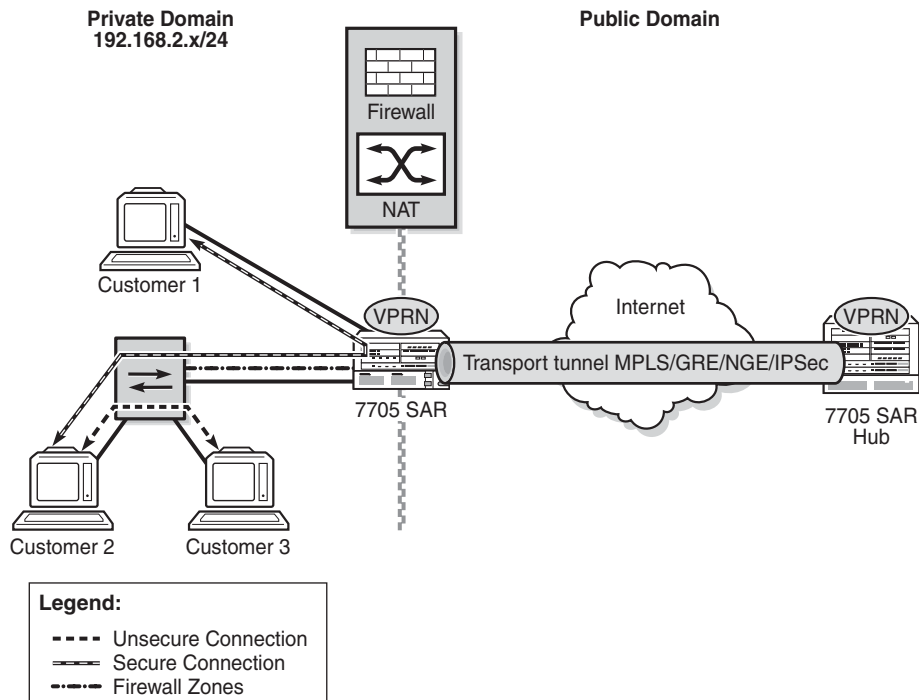 Private Domain
192.168.2.x/24
Public Domain
Firewall
NAT
Customer 1
VPRN
Internet
VPRN
Transport tunnel MPLS/GRE/NGE/IPSec
7705 SAR
7705 SAR
Hub
Customer 2
Customer 3
Legend:
Unsecure Connection
Secure Connection
Firewall Zones